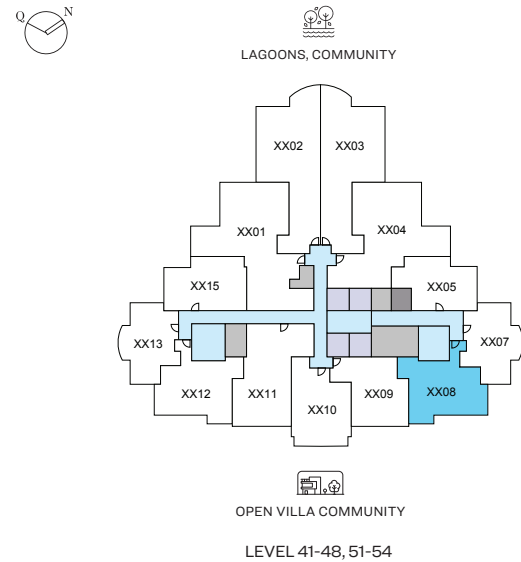 Q N
LAGOONS, COMMUNITY
XX02 XX03
XX01 XX04
XX15 XX05
XX13 XX07
XX12 XX11 XX10 XX09 XX08
OPEN VILLA COMMUNITY
LEVEL 41-48, 51-54